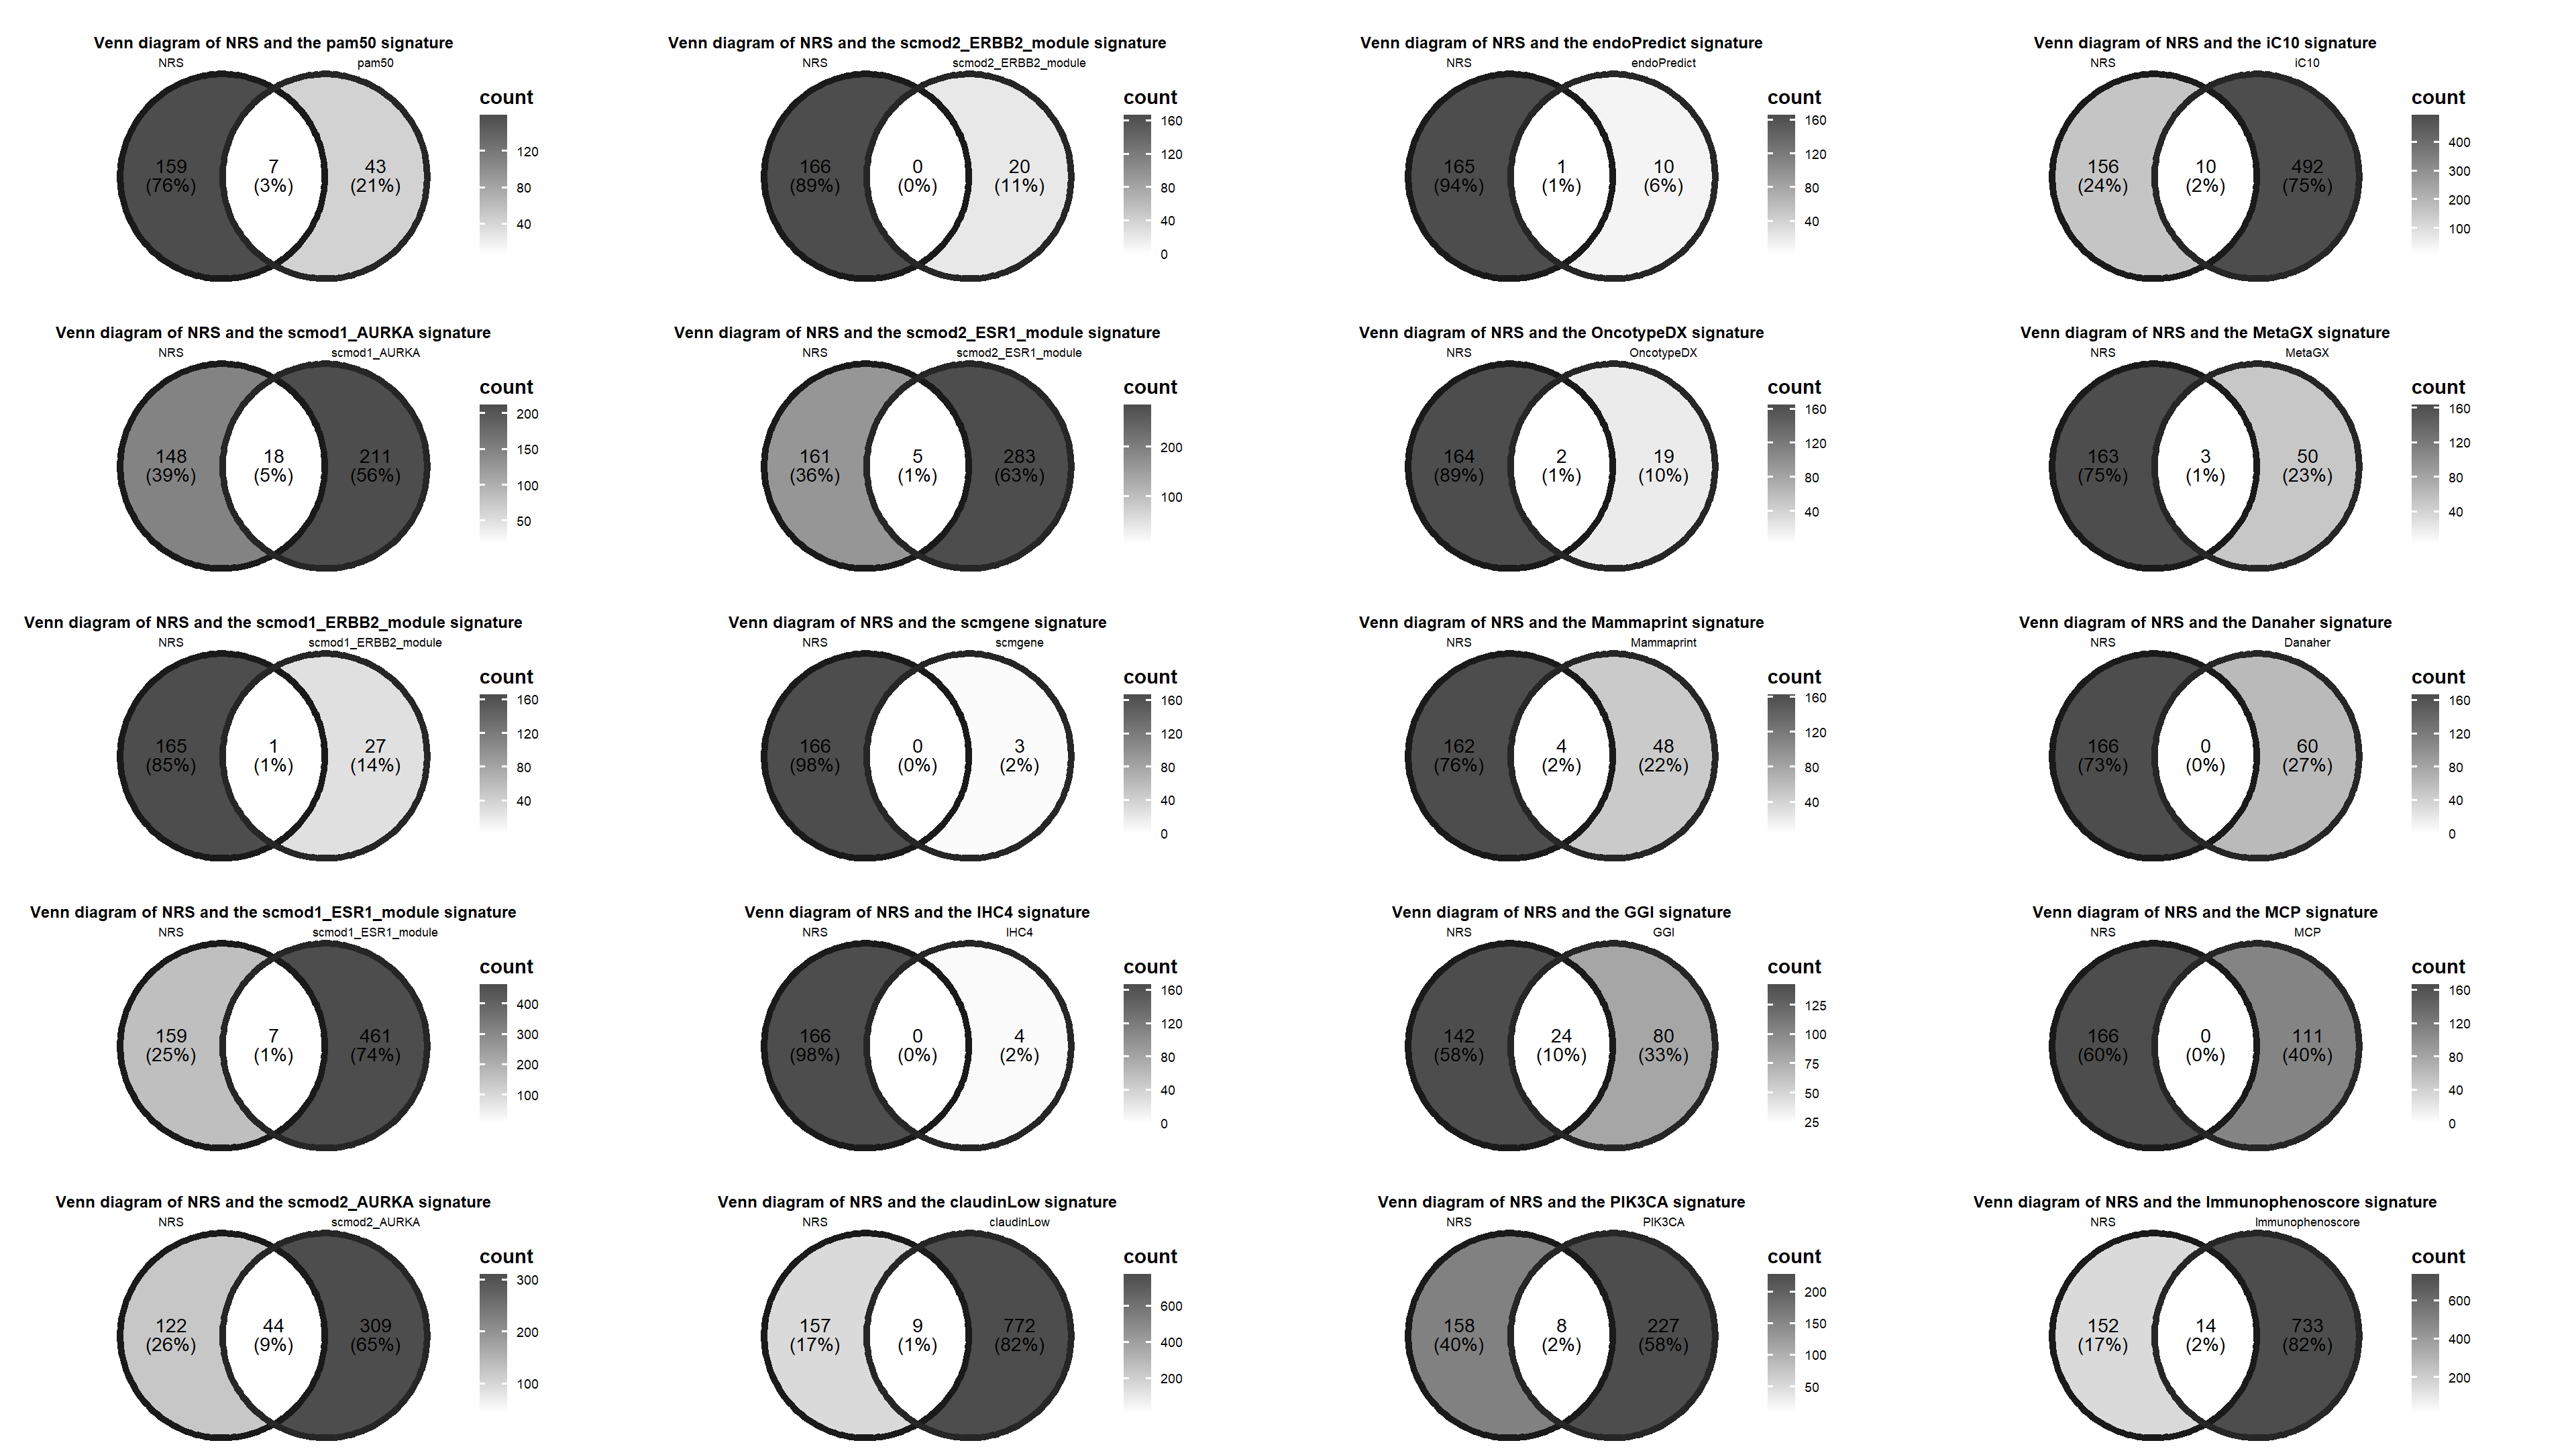 Venn diagram of NRS and the pam50 signature
NRS pam50
count
159 7 43
(76%) (3%) (21%)
120
80
40
Venn diagram of NRS and the scmod2_ERBB2_module signature
NRS scmod2_ERBB2_module
count
166 0 20
(89%) (0%) (11%)
160
120
80
40
0
Venn diagram of NRS and the endoPredict signature
NRS endoPredict
count
165 1 10
(94%) (1%) (6%)
160
120
80
40
Venn diagram of NRS and the iC10 signature
NRS iC10
count
156 10 492
(24%) (2%) (75%)
400
300
200
100
Venn diagram of NRS and the scmod1_AURKA signature
NRS scmod1_AURKA
count
148 18 211
(39%) (5%) (56%)
200
150
100
50
Venn diagram of NRS and the scmod2_ESR1_module signature
NRS scmod2_ESR1_module
count
161 5 283
(36%) (1%) (63%)
200
100
Venn diagram of NRS and the OncotypeDX signature
NRS OncotypeDX
count
164 2 19
(89%) (1%) (10%)
160
120
80
40
Venn diagram of NRS and the MetaGX signature
NRS MetaGX
count
163 3 50
(75%) (1%) (23%)
160
120
80
40
Venn diagram of NRS and the scmod1_ERBB2_module signature
NRS scmod1_ERBB2_module
count
165 1 27
(85%) (1%) (14%)
160
120
80
40
Venn diagram of NRS and the scmgene signature
NRS scmgene
count
166 0 3
(98%) (0%) (2%)
160
120
80
40
0
Venn diagram of NRS and the Mammaprint signature
NRS Mammaprint
count
162 4 48
(76%) (2%) (22%)
160
120
80
40
Venn diagram of NRS and the Danaher signature
NRS Danaher
count
166 0 60
(73%) (0%) (27%)
160
120
80
40
0
Venn diagram of NRS and the scmod1_ESR1_module signature
NRS scmod1_ESR1_module
count
159 7 461
(25%) (1%) (74%)
400
300
200
100
Venn diagram of NRS and the IHC4 signature
NRS IHC4
count
166 0 4
(98%) (0%) (2%)
160
120
80
40
0
Venn diagram of NRS and the GGI signature
NRS GGI
count
142 24 80
(58%) (10%) (33%)
125
100
75
50
25
Venn diagram of NRS and the MCP signature
NRS MCP
count
166 0 111
(60%) (0%) (40%)
160
120
80
40
0
Venn diagram of NRS and the scmod2_AURKA signature
NRS scmod2_AURKA
count
122 44 309
(26%) (9%) (65%)
300
200
100
Venn diagram of NRS and the claudinLow signature
NRS claudinLow
count
157 9 772
(17%) (1%) (82%)
600
400
200
Venn diagram of NRS and the PIK3CA signature
NRS PIK3CA
count
158 8 227
(40%) (2%) (58%)
200
150
100
50
Venn diagram of NRS and the Immunophenoscore signature
NRS Immunophenoscore
count
152 14 733
(17%) (2%) (82%)
600
400
200